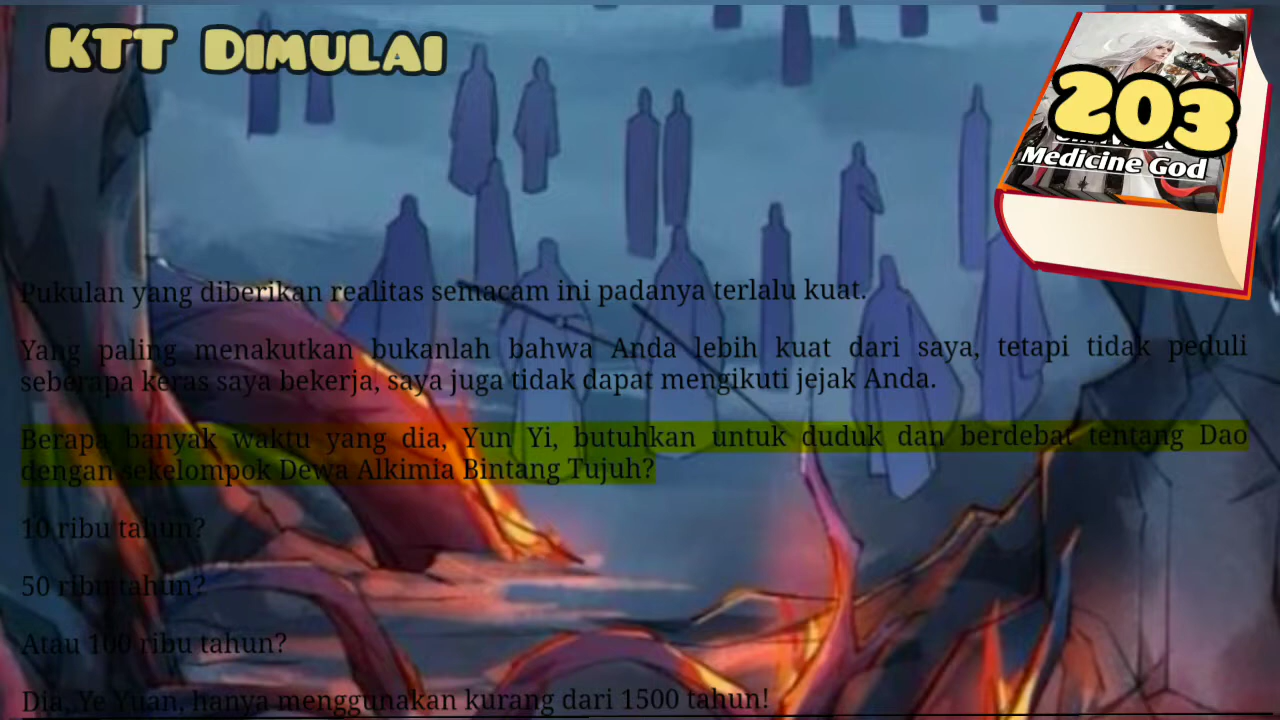 KTT DIMULAI
203
Medicine God
Pukulan yang diberikan realitas semacam ini padanya terlalu kuat.
Yang paling menakutkan bukanlah bahwa Anda lebih kuat dari saya, tetapi tidak peduli
seberapa keras saya bekerja, saya juga tidak dapat mengikuti jejak Anda.
Berapa banyak waktu yang dia, Yun Yi, butuhkan untuk duduk dan berdebat tentang Dao
dengan sekelompok Dewa Alkimia Bintang Tujuh?
10 ribu tahun?
50 ribu tahun?
Atau 100 ribu tahun?
Dia, Ye Yuan, hanya menggunakan kurang dari 1500 tahun!